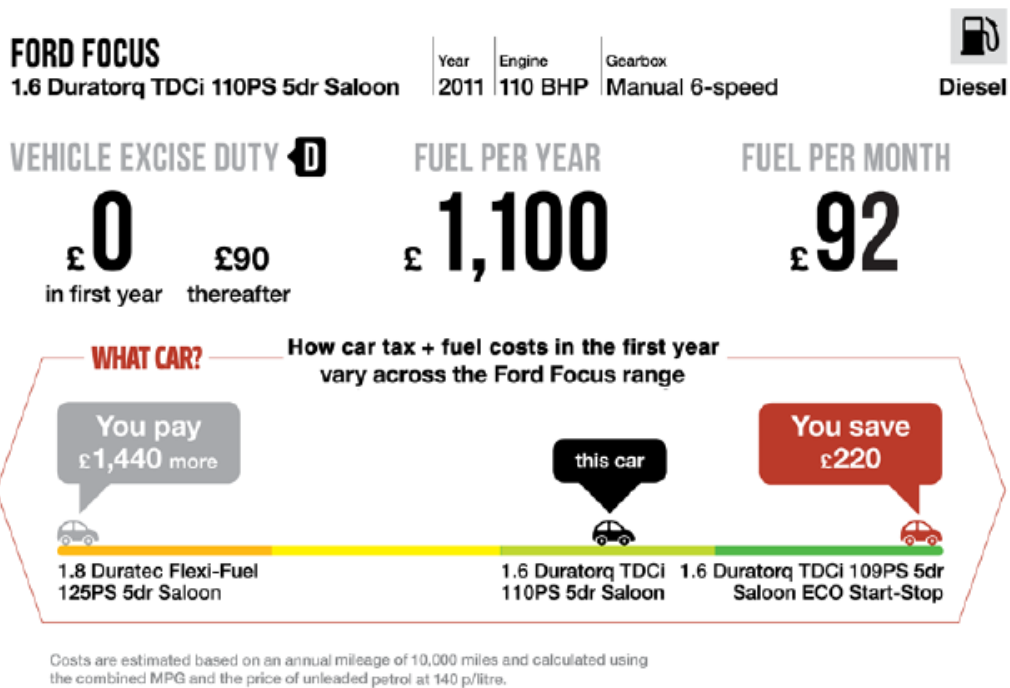 FORD FOCUS
1.6 Duratorq TDCi 110PS 5dr Saloon
Year
2011
Engine
110 BHP
Gearbox
Manual 6-speed
Diesel
VEHICLE EXCISE DUTY D
£0
in first year
£90
thereafter
FUEL PER YEAR
£1,100
FUEL PER MONTH
£92
WHAT CAR?
How car tax + fuel costs in the first year
vary across the Ford Focus range
You pay
£1,440 more
this car
You save
£220
1.8 Duratec Flexi-Fuel
125PS 5dr Saloon
1.6 Duratorq TDCi
110PS 5dr Saloon
1.6 Duratorq TDCi 109PS 5dr
Saloon ECO Start-Stop
Costs are estimated based on an annual mileage of 10,000 miles and calculated using
the combined MPG and the price of unleaded petrol at 140 p/litre.